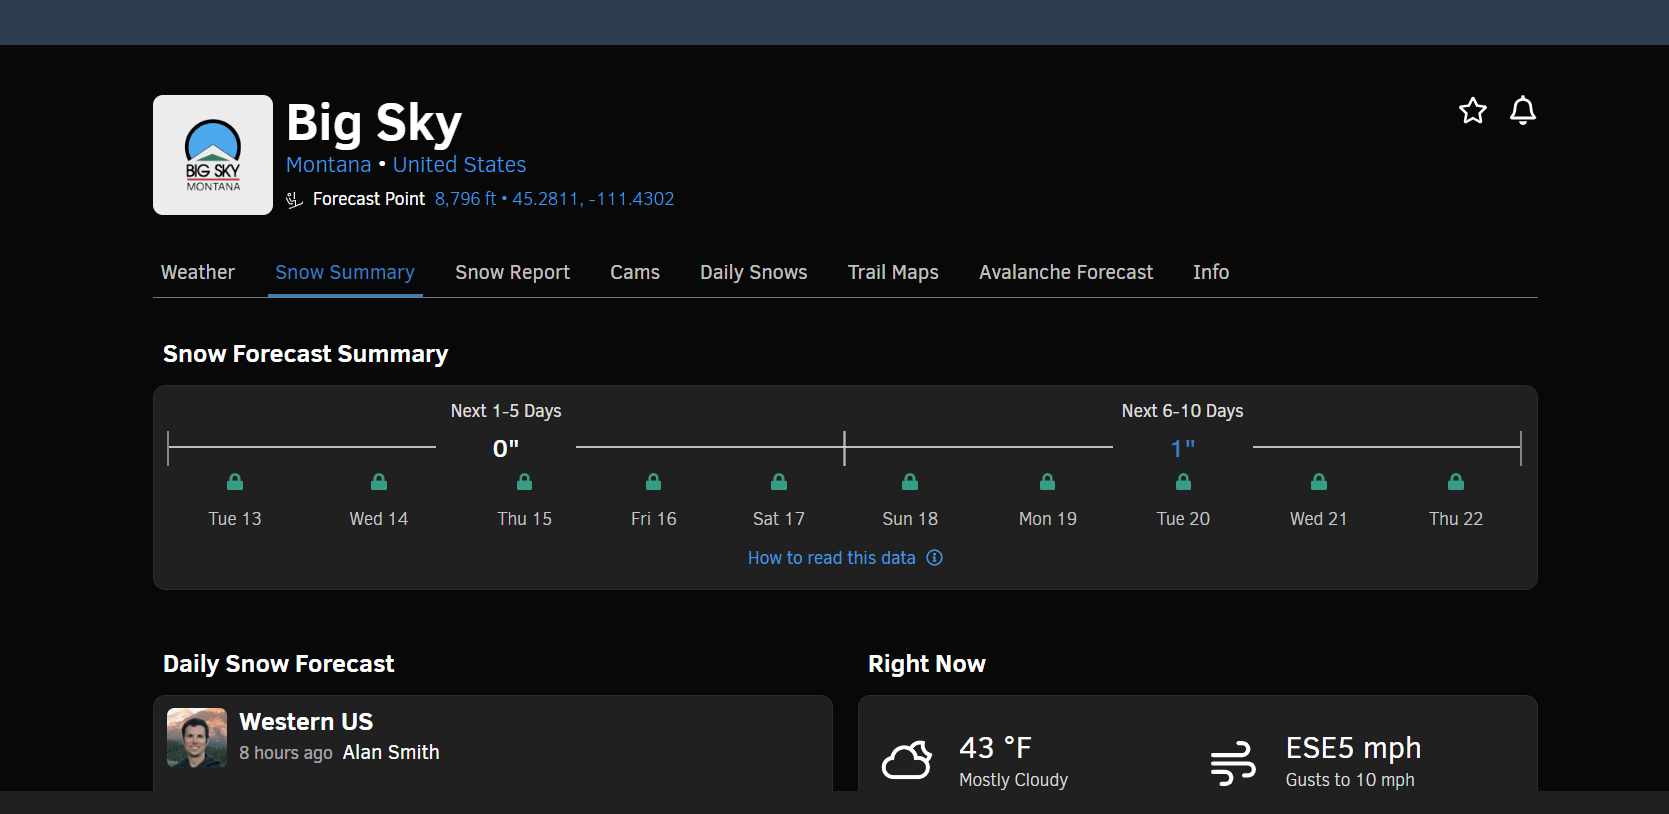 BIG SKY
MONTANA
Big Sky
Montana • United States
Forecast Point 8,796 ft • 45.2811, -111.4302
Weather Snow Summary Snow Report Cams Daily Snows Trail Maps Avalanche Forecast Info
Snow Forecast Summary
Next 1-5 Days Next 6-10 Days
0" 1"
Tue 13 Wed 14 Thu 15 Fri 16 Sat 17 Sun 18 Mon 19 Tue 20 Wed 21 Thu 22
How to read this data
Daily Snow Forecast
Western US
8 hours ago Alan Smith
Right Now
43 °F
Mostly Cloudy
ESE5 mph
Gusts to 10 mph